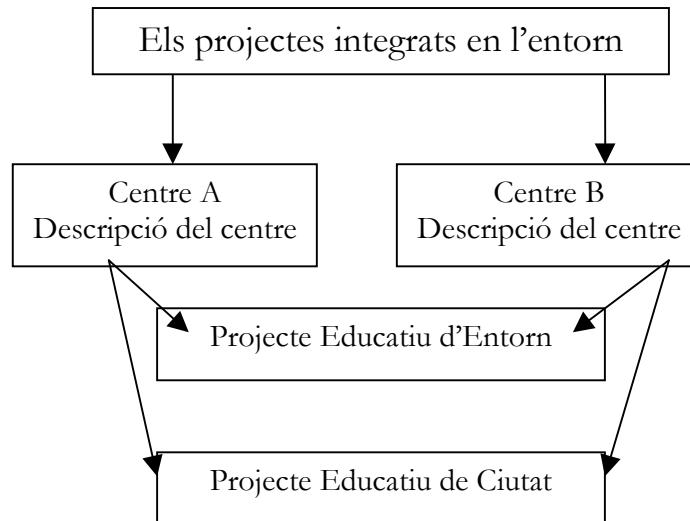 Els projectes integrats en l’entorn
Centre A
Descripció del centre
Centre B
Descripció del centre
Projecte Educatiu d’Entorn
Projecte Educatiu de Ciutat